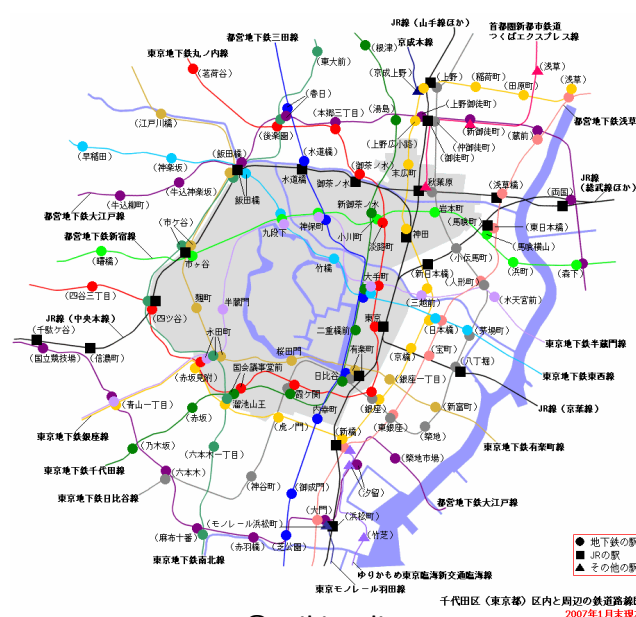 JR線（山手線ほか）
首都圏新都市鉄道
つくばエクスプレス線
都営地下鉄三田線
（根津）
京成本線
東京地下鉄丸ノ内線
（東大前）
（茗荷谷）
（京成上野）
（上野）
（稲荷町）
（浅草）
（浅草）
（田原町）
（春日）
（湯島）
（上野御徒町）
都営地下鉄浅草
（江戸川橋）
（本郷三丁目）
（新御徒町）
（蔵前）
（後楽園）
（上野広小路）
（仲御徒町）
（御徒町）
（早稲田）
（飯田橋）
（水道橋）
（神楽坂）
（御茶ノ水）
末広町
JR線
（総武線ほか）
水道橋
御茶ノ水
秋葉原
（浅草橋）
（両国）
（牛込神楽坂）
（牛込柳町）
飯田橋
新御茶ノ水
岩本町
都営地下鉄大江戸線
（市ヶ谷）
神保町
（馬喰町）
（東日本橋）
都営地下鉄新宿線
九段下
小川町
神田
淡路町
（馬喰横山）
（曙橋）
市ヶ谷
竹橋
（小伝馬町）
（新日本橋）
（浜町）
（森下）
大手町
（人形町）
（四谷三丁目）
麹町
半蔵門
（三越前）
（水天宮前）
JR線（中央本線）
（四ツ谷）
東京
（千駄ヶ谷）
永田町
二重橋前
（日本橋）
（茅場町）
東京地下鉄半蔵門線
（国立競技場）
（信濃町）
桜田門
有楽町
（京橋）
（宝町）
東京地下鉄東西線
国会議事堂前
（八丁堀）
（赤坂見附）
日比谷
（銀座一丁目）
霞ケ関
（青山一丁目）
溜池山王
（銀座）
（新富町）
JR線（京葉線）
（赤坂）
内幸町
（東銀座）
東京地下鉄銀座線
（虎ノ門）
（新橋）
（築地）
（乃木坂）
東京地下鉄有楽町線
（六本木一丁目）
（築地市場）
東京地下鉄千代田線
（六本木）
（神谷町）
（御成門）
（汐留）
東京地下鉄日比谷線
都営地下鉄大江戸線
（大門）
（モノレール浜松町）
（浜松町）
（竹芝）
（麻布十番）
（赤羽橋）
（芝公園）
東京地下鉄南北線
● 地下鉄の駅
■ JRの駅
▲ その他の駅
ゆりかもめ東京臨海新交通臨海線
東京モノレール羽田線
千代田区（東京都）区内と周辺の鉄道路線
2007年1月末現